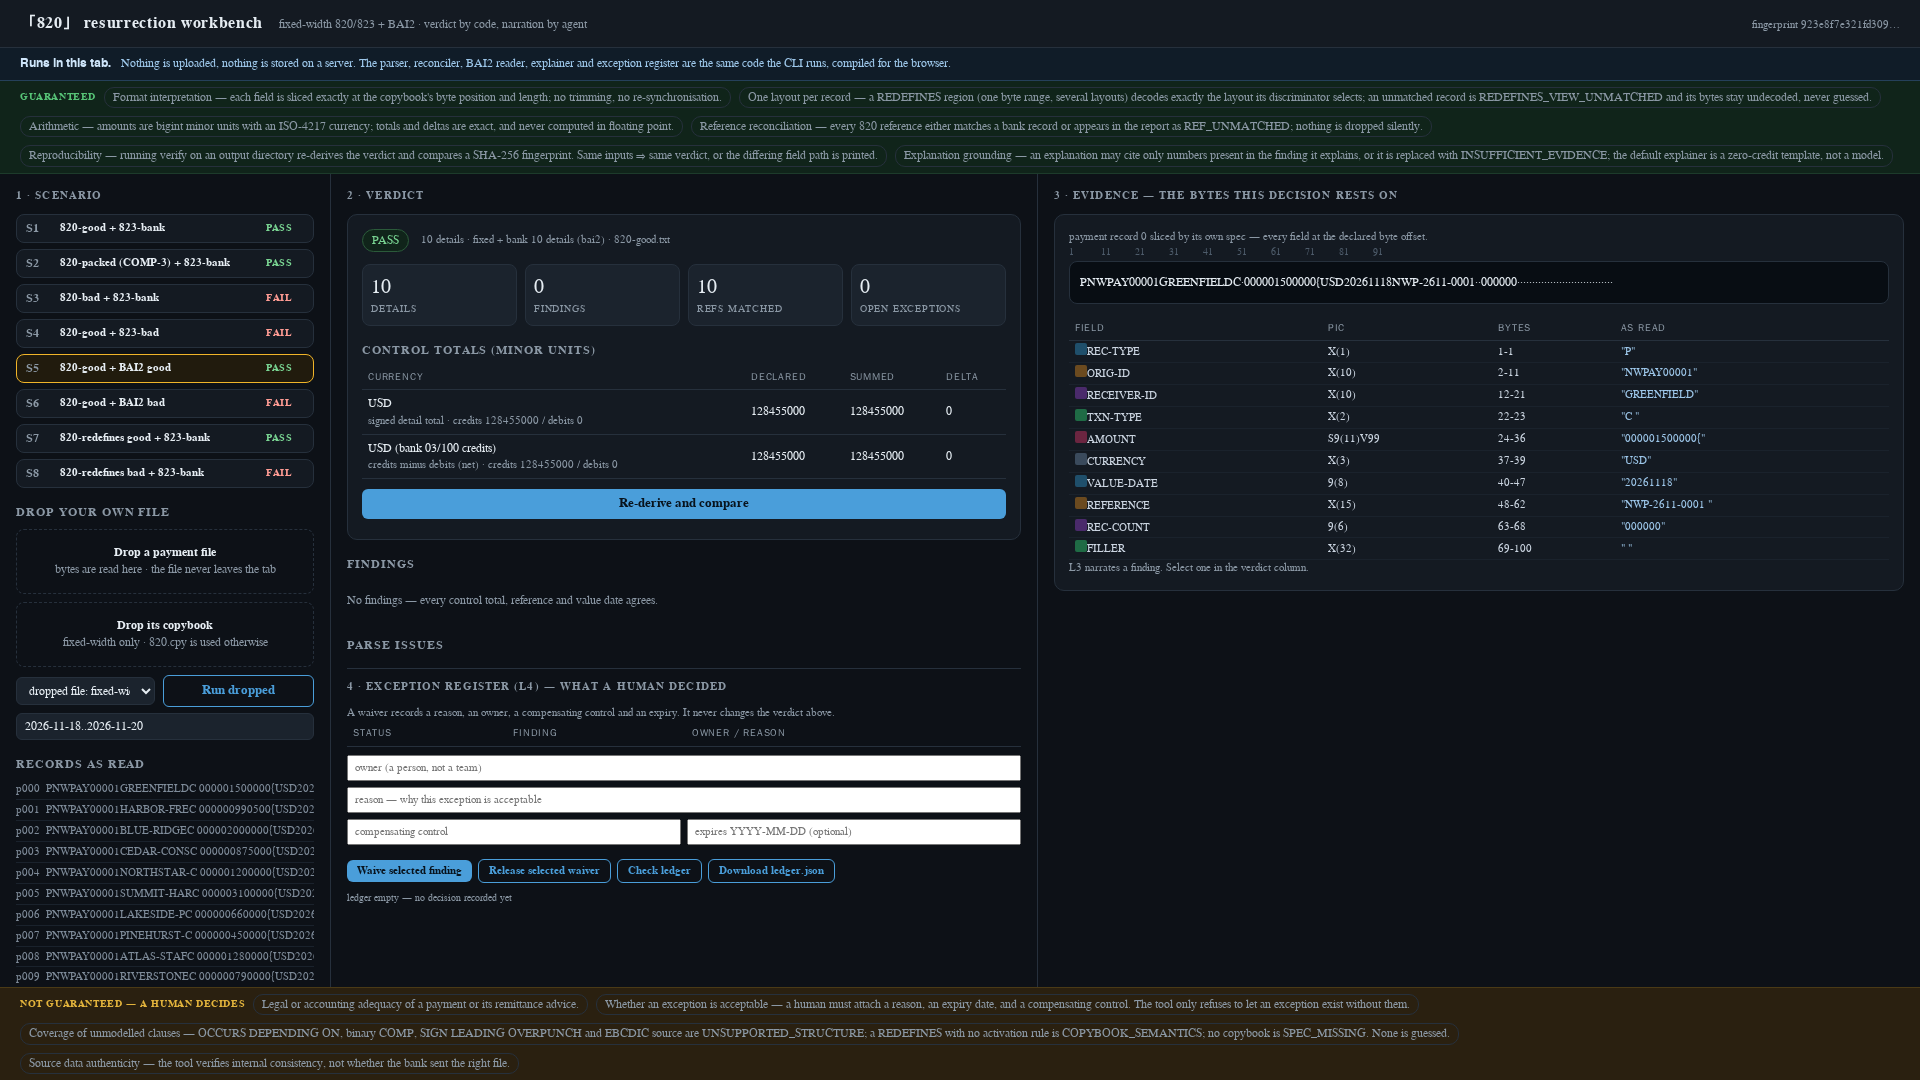 「820」 resurrection workbench
fixed-width 820/823 + BAI2 · verdict by code, narration by agent
fingerprint 923e8f7e321fd309…
Runs in this tab. Nothing is uploaded, nothing is stored on a server. The parser, reconciler, BAI2 reader, explainer and exception register are the same code the CLI runs, compiled for the browser.
GUARANTEED
Format interpretation — each field is sliced exactly at the copybook's byte position and length; no trimming, no re-synchronisation.
One layout per record — a REDEFINES region (one byte range, several layouts) decodes exactly the layout its discriminator selects; an unmatched record is REDEFINES_VIEW_UNMATCHED and its bytes stay undecoded, never guessed.
Arithmetic — amounts are bigint minor units with an ISO-4217 currency; totals and deltas are exact, and never computed in floating point.
Reference reconciliation — every 820 reference either matches a bank record or appears in the report as REF_UNMATCHED; nothing is dropped silently.
Reproducibility — running verify on an output directory re-derives the verdict and compares a SHA-256 fingerprint. Same inputs ⇒ same verdict, or the differing field path is printed.
Explanation grounding — an explanation may cite only numbers present in the finding it explains, or it is replaced with INSUFFICIENT_EVIDENCE; the default explainer is a zero-credit template, not a model.
1 · SCENARIO
S1 820-good + 823-bank PASS
S2 820-packed (COMP-3) + 823-bank PASS
S3 820-bad + 823-bank FAIL
S4 820-good + 823-bad FAIL
S5 820-good + BAI2 good PASS
S6 820-good + BAI2 bad FAIL
S7 820-redefines good + 823-bank PASS
S8 820-redefines bad + 823-bank FAIL
DROP YOUR OWN FILE
Drop a payment file
bytes are read here · the file never leaves the tab
Drop its copybook
fixed-width only · 820.cpy is used otherwise
dropped file: fixed-wi
Run dropped
2026-11-18..2026-11-20
RECORDS AS READ
p000 PNWPAY00001GREENFIELDC 000001500000{USD202
p001 PNWPAY00001HARBOR-FREC 000000990500{USD202
p002 PNWPAY00001BLUE-RIDGEC 000002000000{USD202
p003 PNWPAY00001CEDAR-CONSC 000000875000{USD202
p004 PNWPAY00001NORTHSTAR-C 000001200000{USD202
p005 PNWPAY00001SUMMIT-HARC 000003100000{USD202
p006 PNWPAY00001LAKESIDE-PC 000000660000{USD2026
p007 PNWPAY00001PINEHURST-C 000000450000{USD2026
p008 PNWPAY00001ATLAS-STAFC 000001280000{USD202
p009 PNWPAY00001RIVERSTONEC 000000790000{USD202
2 · VERDICT
PASS 10 details · fixed + bank 10 details (bai2) · 820-good.txt
10
DETAILS
0
FINDINGS
10
REFS MATCHED
0
OPEN EXCEPTIONS
CONTROL TOTALS (MINOR UNITS)
CURRENCY DECLARED SUMMED DELTA
USD
signed detail total · credits 128455000 / debits 0
128455000 128455000 0
USD (bank 03/100 credits)
credits minus debits (net) · credits 128455000 / debits 0
128455000 128455000 0
Re-derive and compare
FINDINGS
No findings — every control total, reference and value date agrees.
PARSE ISSUES
4 · EXCEPTION REGISTER (L4) — WHAT A HUMAN DECIDED
A waiver records a reason, an owner, a compensating control and an expiry. It never changes the verdict above.
STATUS FINDING OWNER / REASON
owner (a person, not a team)
reason — why this exception is acceptable
compensating control
expires YYYY-MM-DD (optional)
Waive selected finding
Release selected waiver
Check ledger
Download ledger.json
ledger empty — no decision recorded yet
3 · EVIDENCE — THE BYTES THIS DECISION RESTS ON
payment record 0 sliced by its own spec — every field at the declared byte offset.
1 11 21 31 41 51 61 71 81 91
PNWPAY00001GREENFIELDC·000001500000{USD20261118NWP-2611-0001··000000································
FIELD PIC BYTES AS READ
REC-TYPE X(1) 1-1 "P"
ORIG-ID X(10) 2-11 "NWPAY00001"
RECEIVER-ID X(10) 12-21 "GREENFIELD"
TXN-TYPE X(2) 22-23 "C "
AMOUNT S9(11)V99 24-36 "000001500000{"
CURRENCY X(3) 37-39 "USD"
VALUE-DATE 9(8) 40-47 "20261118"
REFERENCE X(15) 48-62 "NWP-2611-0001 "
REC-COUNT 9(6) 63-68 "000000"
FILLER X(32) 69-100 " "
L3 narrates a finding. Select one in the verdict column.
NOT GUARANTEED — A HUMAN DECIDES
Legal or accounting adequacy of a payment or its remittance advice.
Whether an exception is acceptable — a human must attach a reason, an expiry date, and a compensating control. The tool only refuses to let an exception exist without them.
Coverage of unmodelled clauses — OCCURS DEPENDING ON, binary COMP, SIGN LEADING OVERPUNCH and EBCDIC source are UNSUPPORTED_STRUCTURE; a REDEFINES with no activation rule is COPYBOOK_SEMANTICS; no copybook is SPEC_MISSING. None is guessed.
Source data authenticity — the tool verifies internal consistency, not whether the bank sent the right file.